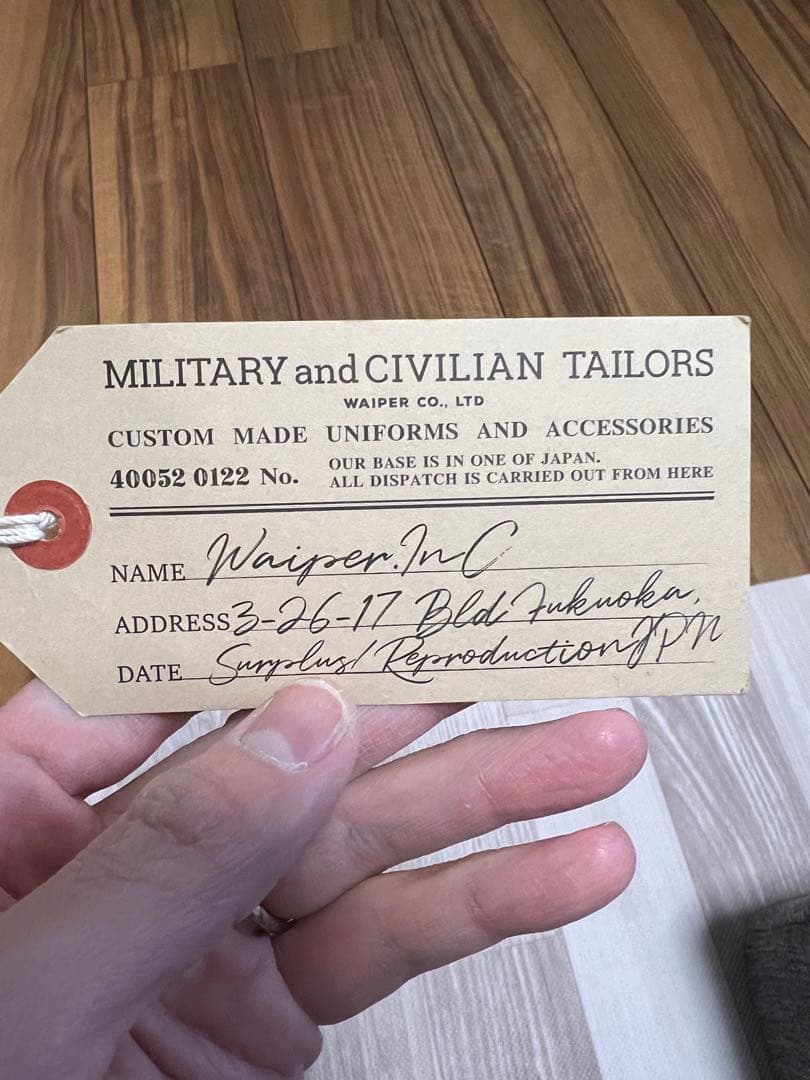 MILITARY and CIVILIAN TAILORS
WAIPER CO., LTD
CUSTOM MADE UNIFORMS AND ACCESSORIES
40052 0122 No. OUR BASE IS IN ONE OF JAPAN.
ALL DISPATCH IS CARRIED OUT FROM HERE
NAME Waiper.InC
ADDRESS 3-26-17 Bld Fukuoka,
DATE Surplus/Reproduction JPN